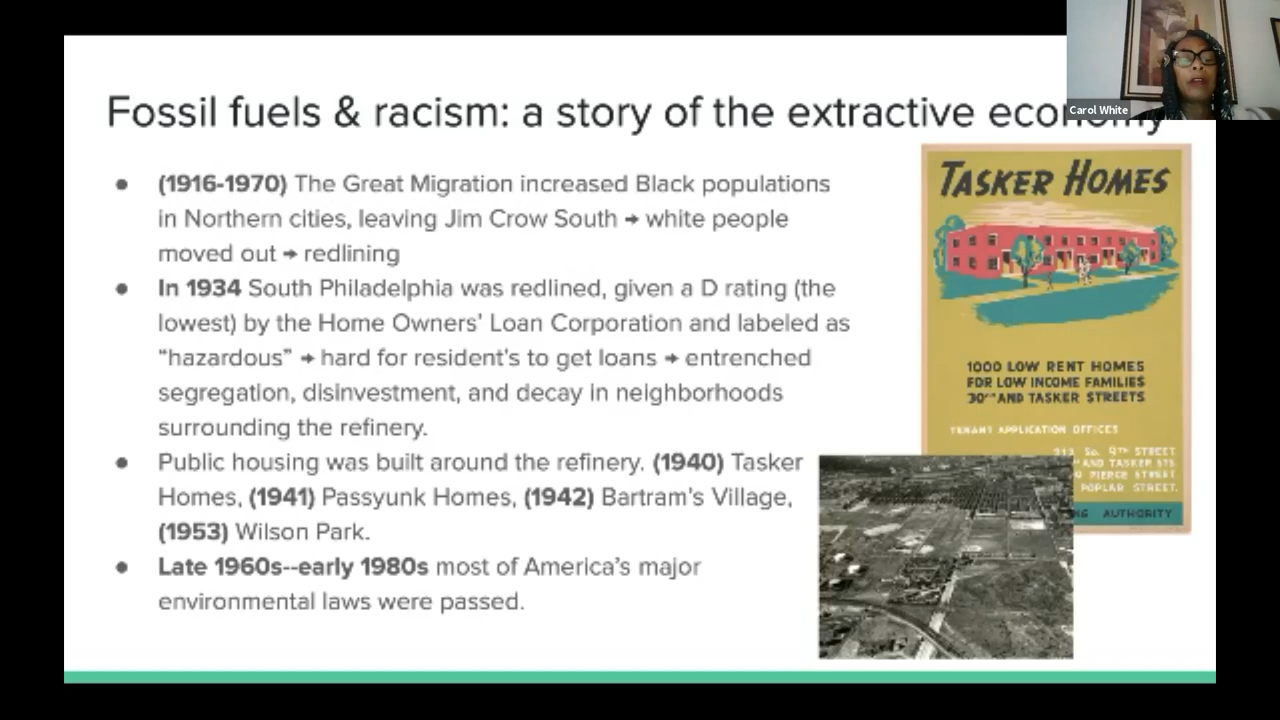 Fossil fuels & racism: a story of the extractive economy
Carol White
● (1916-1970) The Great Migration increased Black populations
in Northern cities, leaving Jim Crow South → white people
moved out → redlining
● In 1934 South Philadelphia was redlined, given a D rating (the
lowest) by the Home Owners' Loan Corporation and labeled as
“hazardous” → hard for resident's to get loans → entrenched
segregation, disinvestment, and decay in neighborhoods
surrounding the refinery.
● Public housing was built around the refinery. (1940) Tasker
Homes, (1941) Passyunk Homes, (1942) Bartram's Village,
(1953) Wilson Park.
● Late 1960s--early 1980s most of America's major
environmental laws were passed.
TASKER HOMES
1000 LOW RENT HOMES
FOR LOW INCOME FAMILIES
30TH AND TASKER STREETS
TENANT APPLICATION OFFICES
So. 9TH STREET
AND TASKER STS
PIERCE STREET
POPLAR STREET.
AUTHORITY